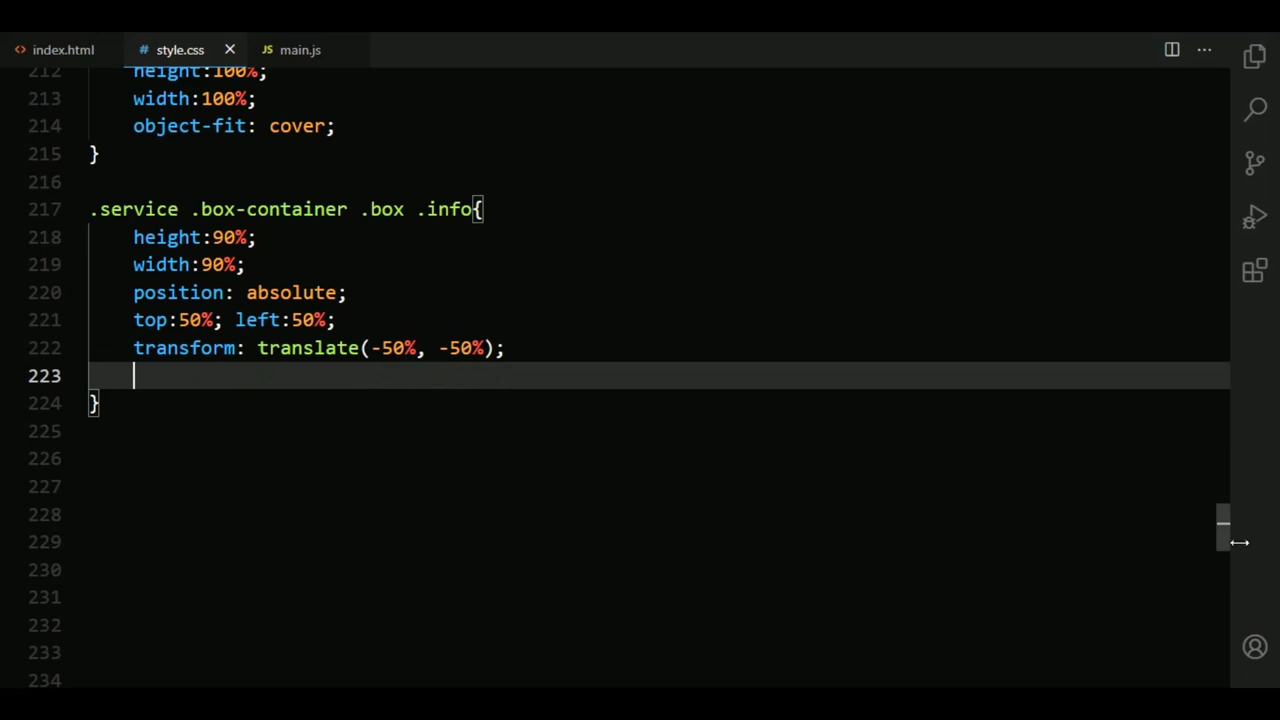 index.html # style.css × JS main.js ...
212 height:100%;
213 width:100%;
214 object-fit: cover;
215 }
216
217 .service .box-container .box .info{
218 height:90%;
219 width:90%;
220 position: absolute;
221 top:50%; left:50%;
222 transform: translate(-50%, -50%);
223
224 }
225
226
227
228
229
230
231
232
233
234